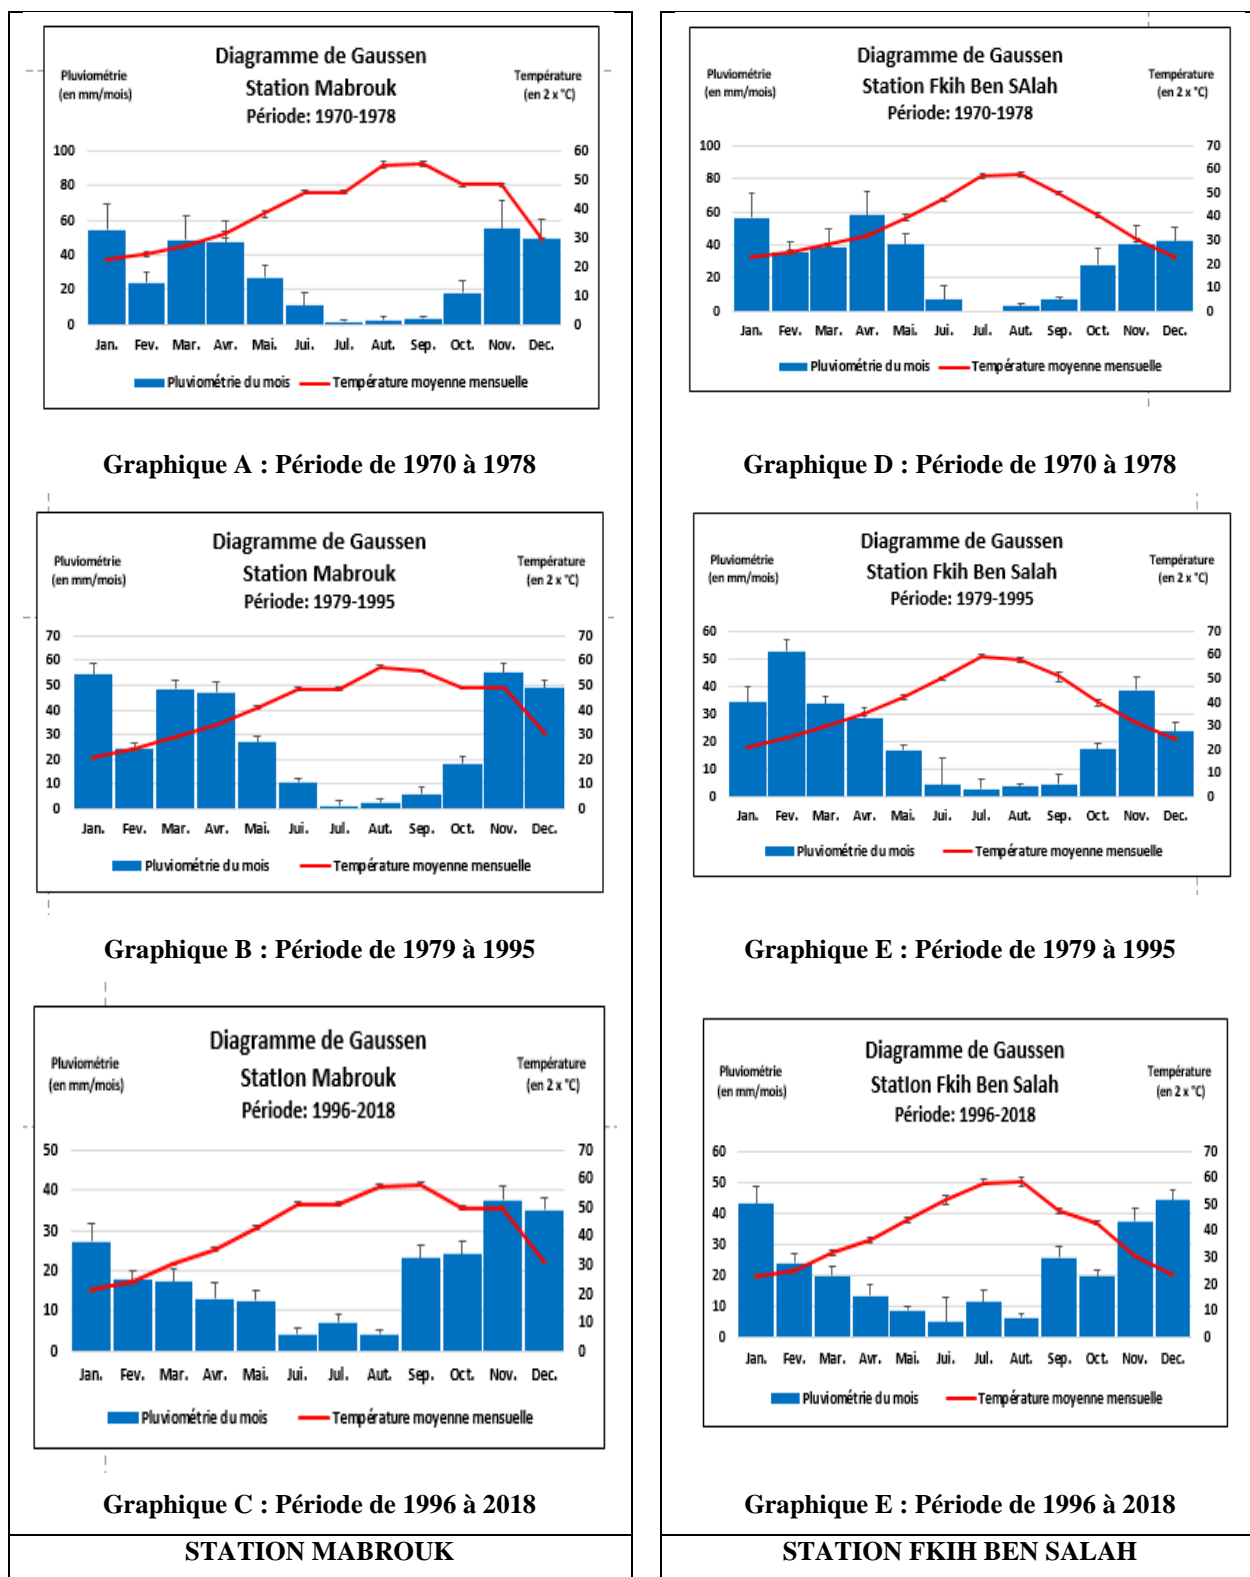 Diagramme de Gaussen
Station Mabrouk
Période: 1970-1978
Pluviométrie
(en mm/mois)
Température
(en 2 x °C)
100
80
60
40
20
0
60
50
40
30
20
10
0
Jan. Fev. Mar. Avr. Mai. Jui. Jul. Aut. Sep. Oct. Nov. Dec.
Pluviométrie du mois Température moyenne mensuelle
Graphique A : Période de 1970 à 1978
Diagramme de Gaussen
Station Mabrouk
Période: 1979-1995
Pluviométrie
(en mm/mois)
Température
(en 2 x °C)
70
60
50
40
30
20
10
0
70
60
50
40
30
20
10
0
Jan. Fev. Mar. Avr. Mai. Jui. Jul. Aut. Sep. Oct. Nov. Dec.
Pluviométrie du mois Température moyenne mensuelle
Graphique B : Période de 1979 à 1995
Diagramme de Gaussen
StatIon Mabrouk
Période: 1996-2018
Pluviométrie
(en mm/mois)
Température
(en 2 x °C)
50
40
30
20
10
0
70
60
50
40
30
20
10
0
Jan. Fev. Mar. Avr. Mai. Jui. Jul. Aut. Sep. Oct. Nov. Dec.
Pluviométrie du mois Température moyenne mensuelle
Graphique C : Période de 1996 à 2018
STATION MABROUK
Diagramme de Gaussen
Station Fkih Ben SAlah
Période: 1970-1978
Pluviométrie
(en mm/mois)
Température
(en 2 x °C)
100
80
60
40
20
0
70
60
50
40
30
20
10
0
Jan. Fev. Mar. Avr. Mai. Jui. Jul. Aut. Sep. Oct. Nov. Dec.
Pluviométrie du mois Température moyenne mensuelle
Graphique D : Période de 1970 à 1978
Diagramme de Gaussen
Station Fkih Ben Salah
Période: 1979-1995
Pluviométrie
(en mm/mois)
Température
(en 2 x °C)
60
50
40
30
20
10
0
70
60
50
40
30
20
10
0
Jan. Fev. Mar. Avr. Mai. Jui. Jul. Aut. Sep. Oct. Nov. Dec.
Pluviométrie du mois Température moyenne mensuelle
Graphique E : Période de 1979 à 1995
Diagramme de Gaussen
StatIon Fkih Ben Salah
Période: 1996-2018
Pluviométrie
(en mm/mois)
Température
(en 2 x °C)
60
50
40
30
20
10
0
70
60
50
40
30
20
10
0
Jan. Fev. Mar. Avr. Mai. Jui. Jul. Aut. Sep. Oct. Nov. Dec.
Pluviométrie du mois Température moyenne mensuelle
Graphique E : Période de 1996 à 2018
STATION FKIH BEN SALAH